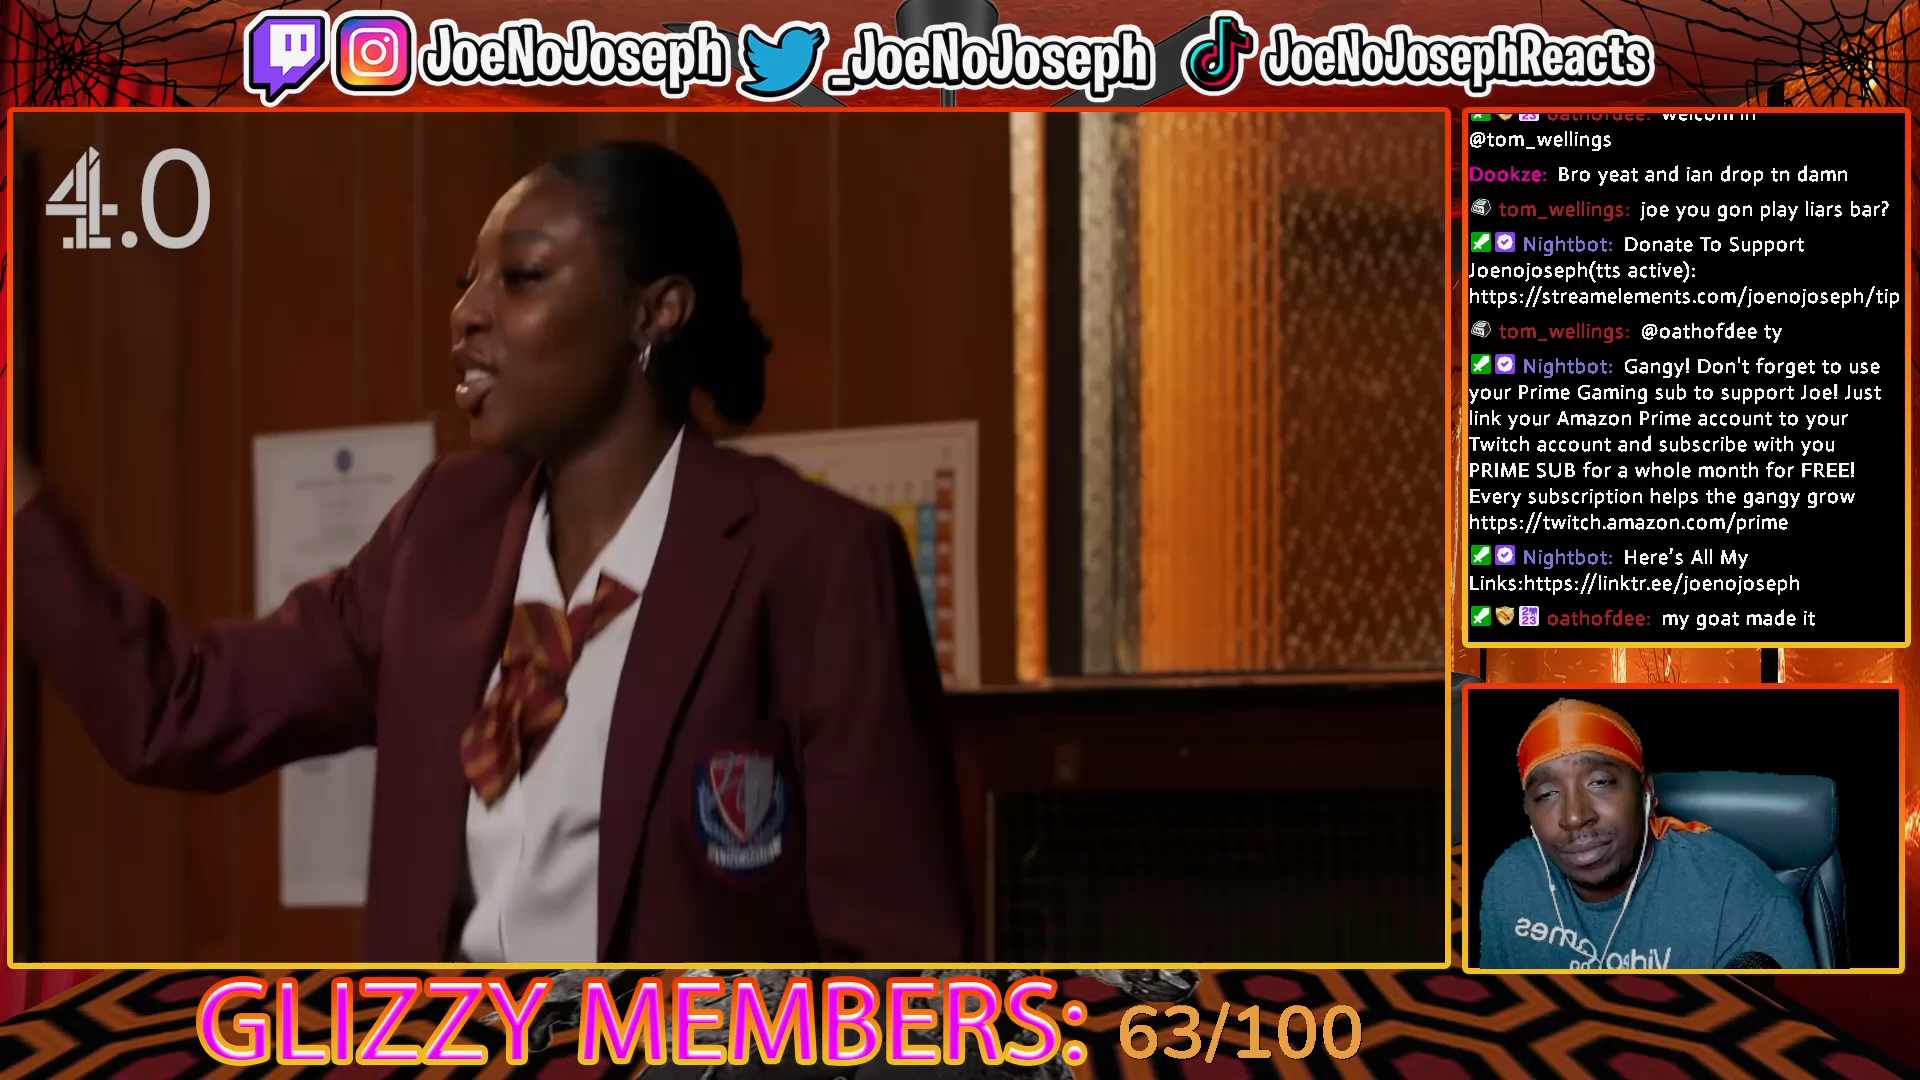 JoeNoJoseph
_JoeNoJoseph
JoeNoJosephReacts
4.0
oathofdee: welcom in
@tom_wellings
Dookze: Bro yeat and ian drop tn damn
tom_wellings: joe you gon play liars bar?
Nightbot: Donate To Support
Joenojoseph(tts active):
https://streamelements.com/joenojoseph/tip
tom_wellings: @oathofdee ty
Nightbot: Gangy! Don't forget to use
your Prime Gaming sub to support Joe! Just
link your Amazon Prime account to your
Twitch account and subscribe with you
PRIME SUB for a whole month for FREE!
Every subscription helps the gangy grow
https://twitch.amazon.com/prime
Nightbot: Here's All My
Links:https://linktr.ee/joenojoseph
oathofdee: my goat made it
Video Games
GLIZZY MEMBERS: 63/100